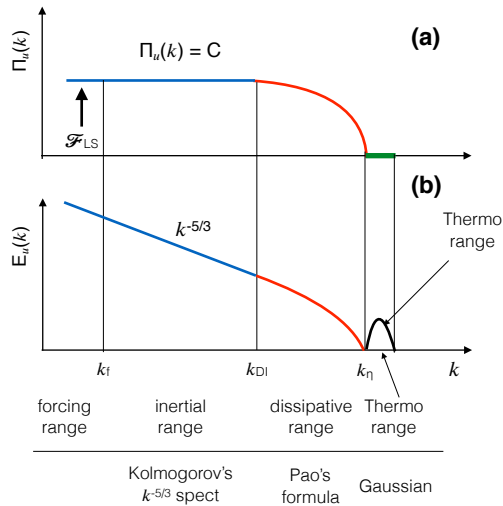 (a)
Πᵤ(k)
Πᵤ(k) = C
𝓕LS
(b)
Eᵤ(k)
k⁻⁵/³
Thermo
range
kf
kDI
kη
k
forcing
range
inertial
range
dissipative
range
Thermo
range
Kolmogorov's
k⁻⁵/³ spect
Pao's
formula
Gaussian